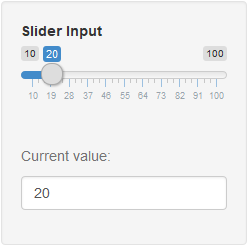 Slider Input
10 20 100
10 19 28 37 46 55 64 73 82 91 100
Current value:
20